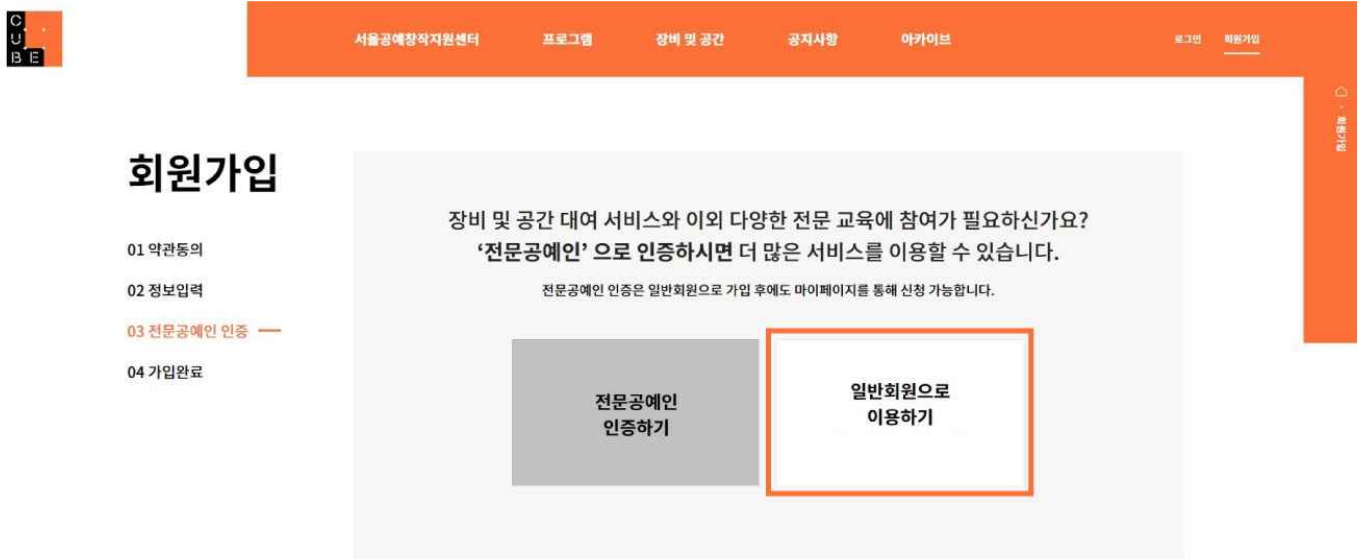 C
U
B E
서울공예창작지원센터 프로그램 장비 및 공간 공지사항 아카이브 로그인 회원가입
회원가입
회원가입
01 약관동의
02 정보입력
03 전문공예인 인증
04 가입완료
장비 및 공간 대여 서비스와 이외 다양한 전문 교육에 참여가 필요하신가요?
‘전문공예인’ 으로 인증하시면 더 많은 서비스를 이용할 수 있습니다.
전문공예인 인증은 일반회원으로 가입 후에도 마이페이지를 통해 신청 가능합니다.
전문공예인
인증하기
일반회원으로
이용하기